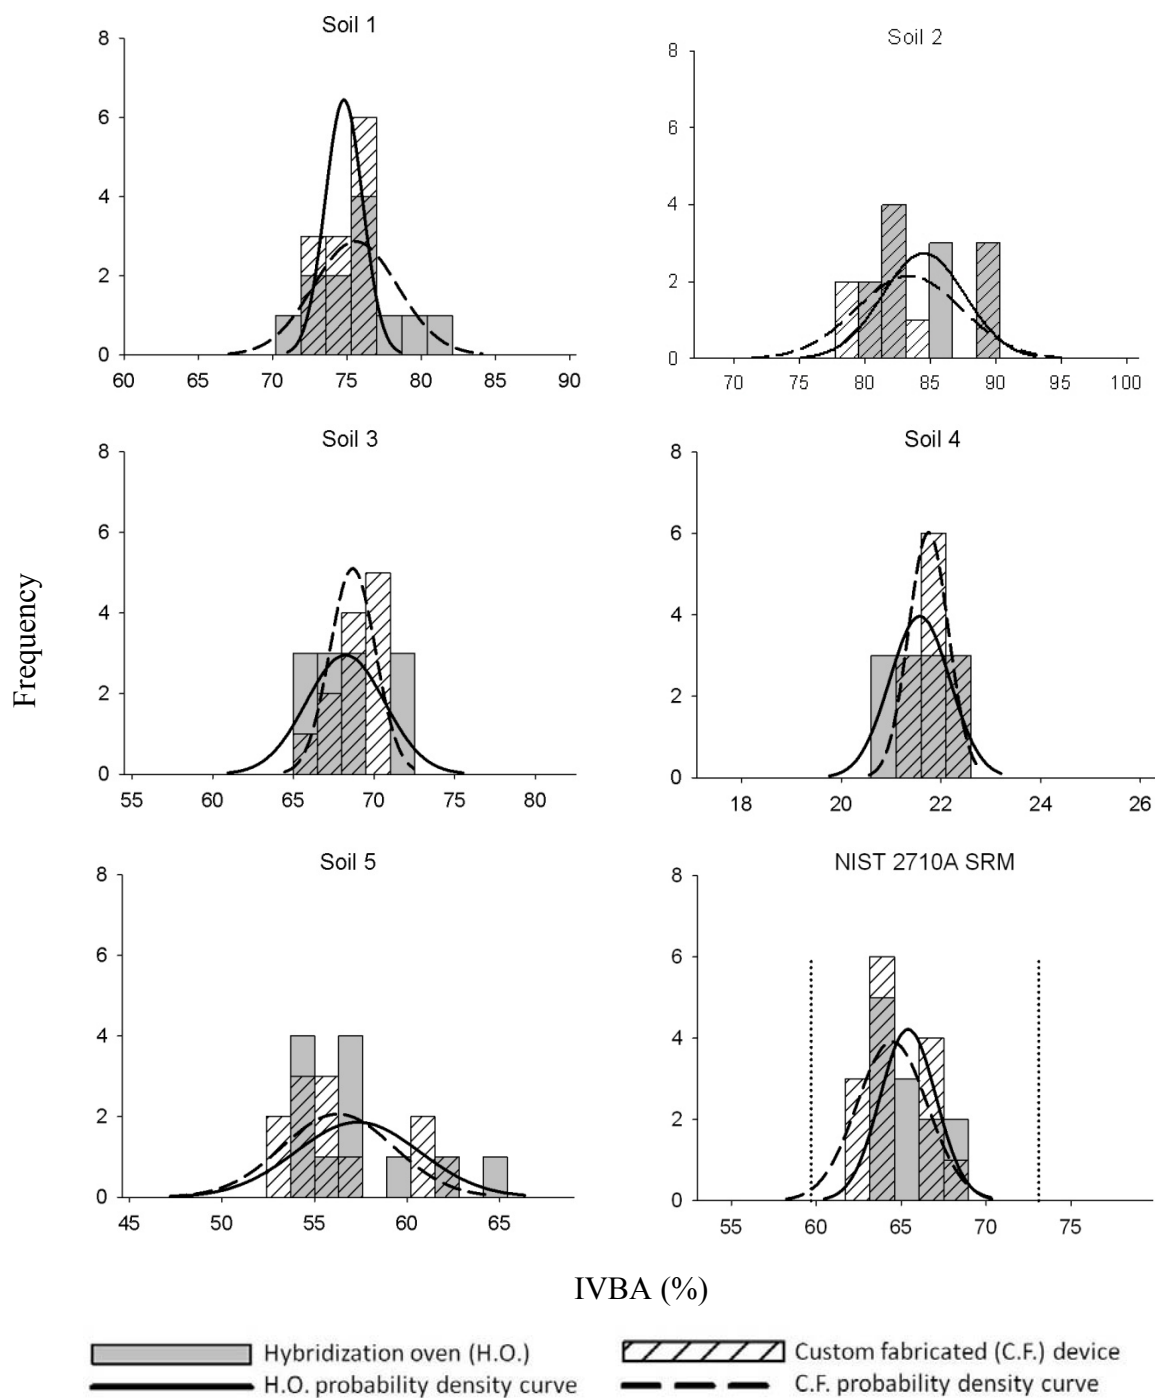 Soil 1
8
6
4
2
0
60 65 70 75 80 85 90
Soil 2
8
6
4
2
0
70 75 80 85 90 95 100
Soil 3
8
6
4
2
0
55 60 65 70 75 80
Soil 4
8
6
4
2
0
18 20 22 24 26
Frequency
Soil 5
8
6
4
2
0
45 50 55 60 65
NIST 2710A SRM
8
6
4
2
0
55 60 65 70 75
IVBA (%)
Hybridization oven (H.O.)
H.O. probability density curve
Custom fabricated (C.F.) device
C.F. probability density curve